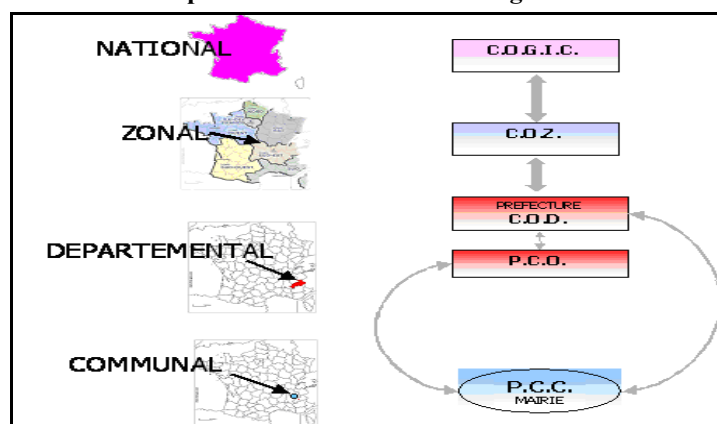 NATIONAL
C.O.G.I.C.
ZONAL
C.O.Z.
PREFECTURE
C.O.D.
DEPARTEMENTAL
P.C.O.
COMMUNAL
P.C.C.
MAIRIE